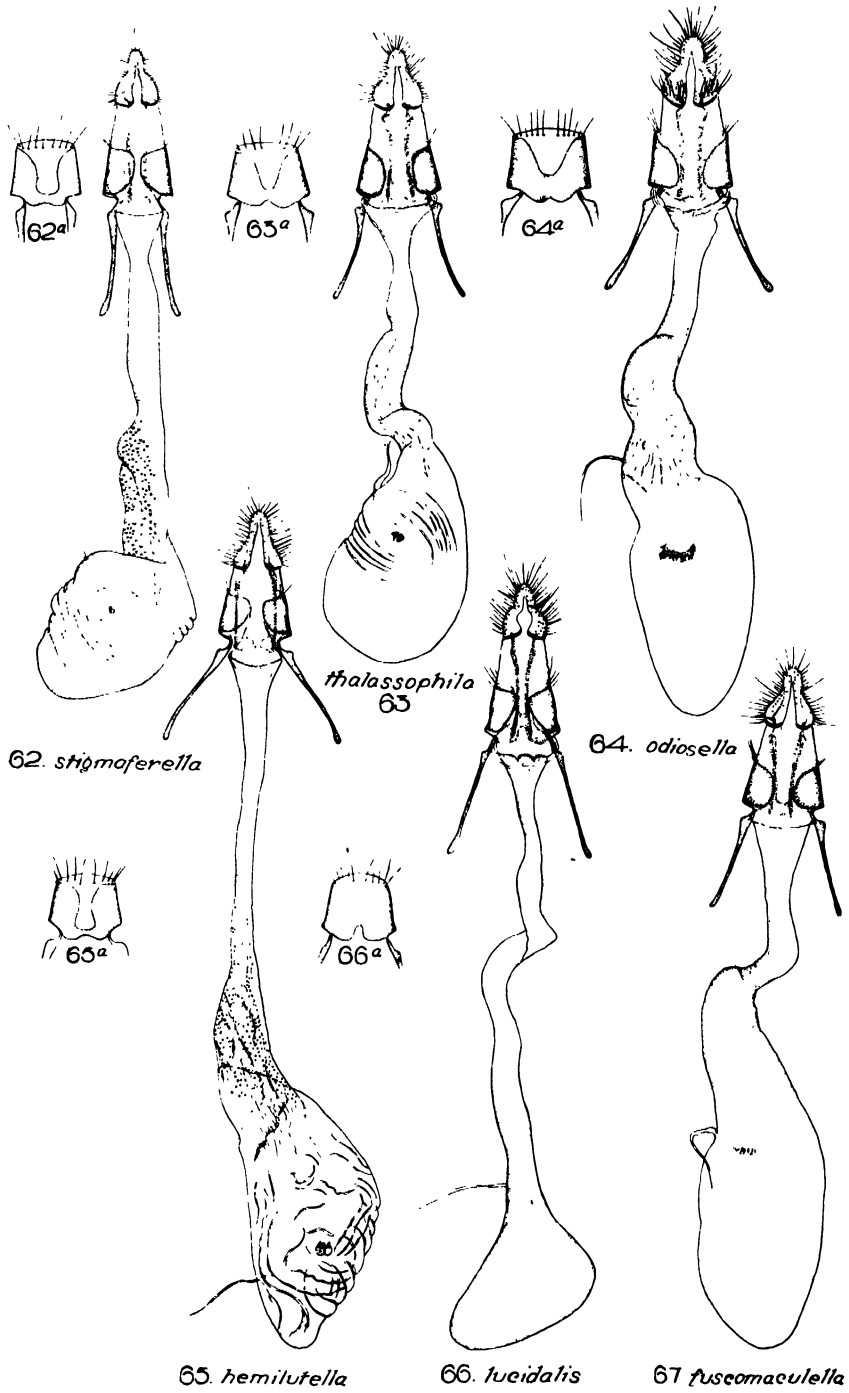 62a
63a
64a
thalassophila
63
62. stigmaferella
64. odiosella
65a
66a
65. hemilutella
66. lucidalis
67 fuscomaculella